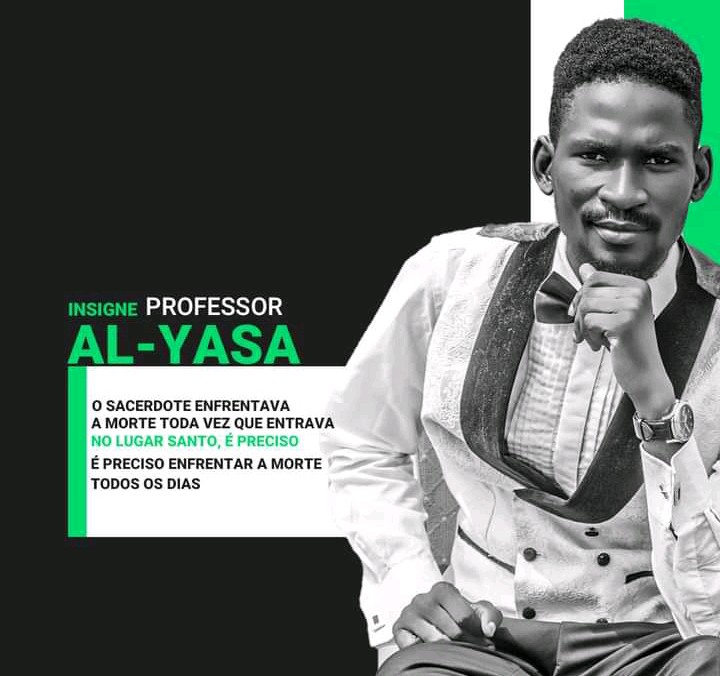 INSIGNE PROFESSOR
AL-YASA
O SACERDOTE ENFRENTAVA
A MORTE TODA VEZ QUE ENTRAVA
NO LUGAR SANTO, É PRECISO
É PRECISO ENFRENTAR A MORTE
TODOS OS DIAS